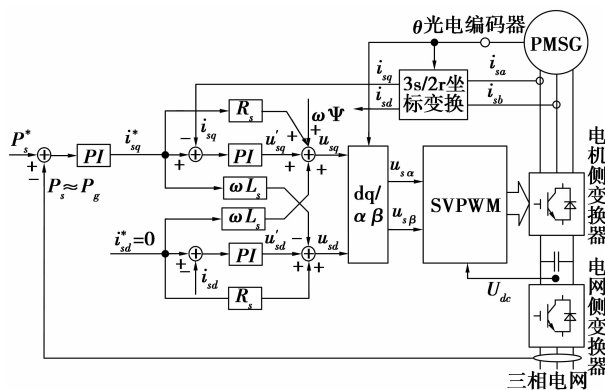 θ光电编码器
PMSG
i_sq
i_sd
3s/2r坐
标变换
i_sa
i_sb
R_s
ωΨ
P_s^*
PI
i_sq^*
i_sq
PI
u'_sq
u_sq
P_s≈P_g
ωL_s
ωL_s
i_sd^*=0
i_sd
PI
u'_sd
u_sd
R_s
dq/
αβ
u_sα
u_sβ
SVPWM
U_dc
电机侧变换器
电网侧变换器
三相电网
+
−
−
+
+
+
+
+
+
−
−
+
+
+